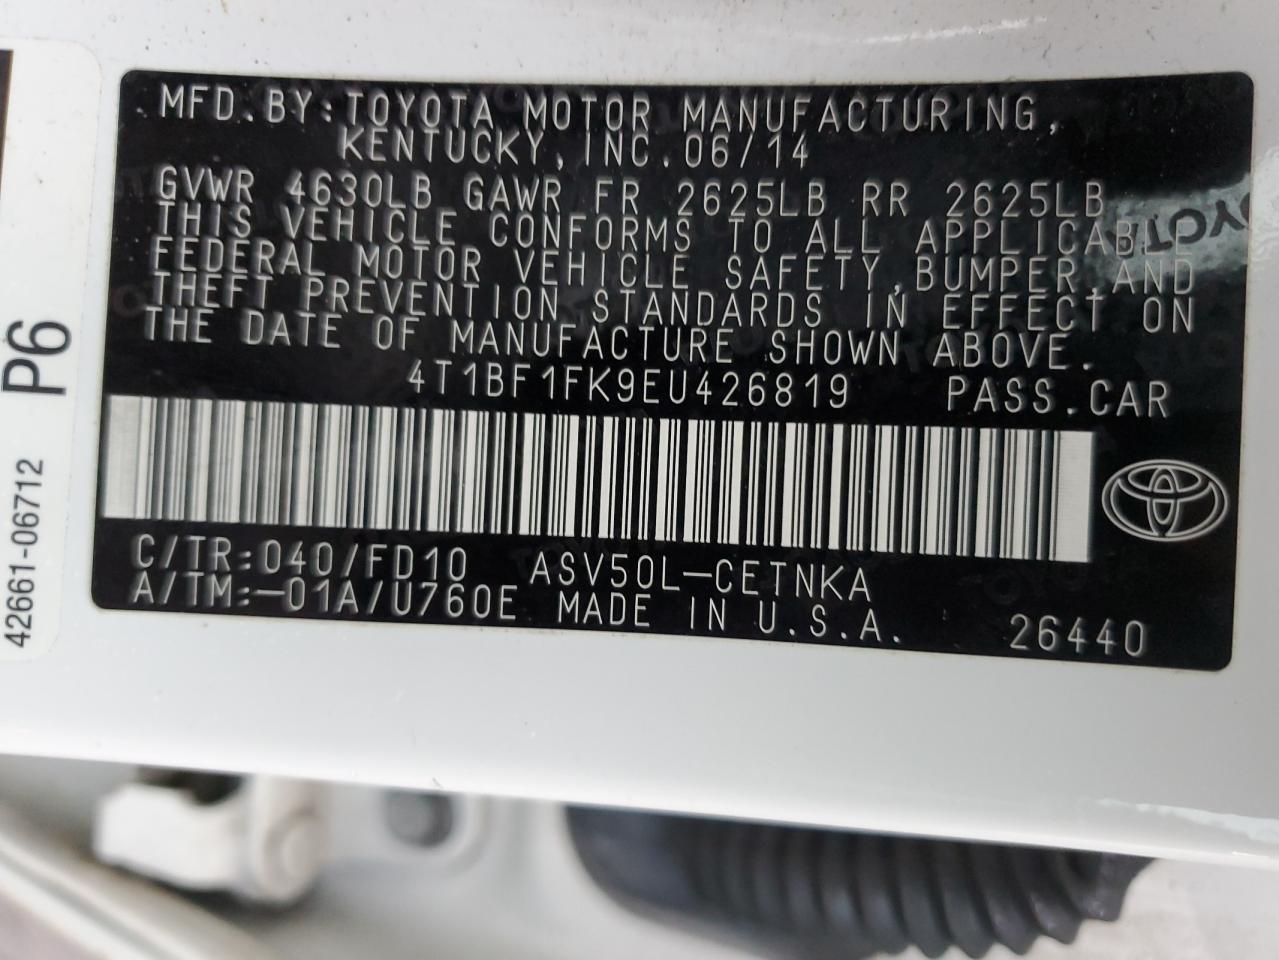 MFD.BY:TOYOTA MOTOR MANUFACTURING,
KENTUCKY,INC.06/14
GVWR 4630LB GAWR FR 2625LB RR 2625LB
THIS VEHICLE CONFORMS TO ALL APPLICABLE
FEDERAL MOTOR VEHICLE SAFETY,BUMPER,AND
THEFT PREVENTION STANDARDS IN EFFECT ON
THE DATE OF MANUFACTURE SHOWN ABOVE.
4T1BF1FK9EU426819 PASS.CAR
C/TR:040/FD10 ASV50L-CETNKA
A/TM:-01A/U760E MADE IN U.S.A. 26440
42661-06712 P6
TOYOTA